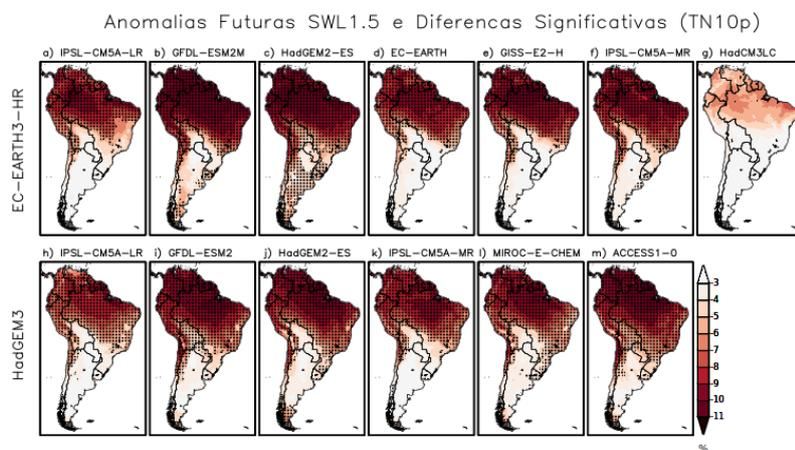 Anomalias Futuras SWL1.5 e Diferencas Significativas (TN10p)
a) IPSL-CM5A-LR b) GFDL-ESM2M c) HadGEM2-ES d) EC-EARTH e) GISS-E2-H f) IPSL-CM5A-MR g) HadCM3LC
EC-EARTH3-HR
h) IPSL-CM5A-LR i) GFDL-ESM2 j) HadGEM2-ES k) IPSL-CM5A-MR l) MIROC-E-CHEM m) ACCESS1-0
HadGEM3
-3
-4
-5
-6
-7
-8
-9
-10
-11
%